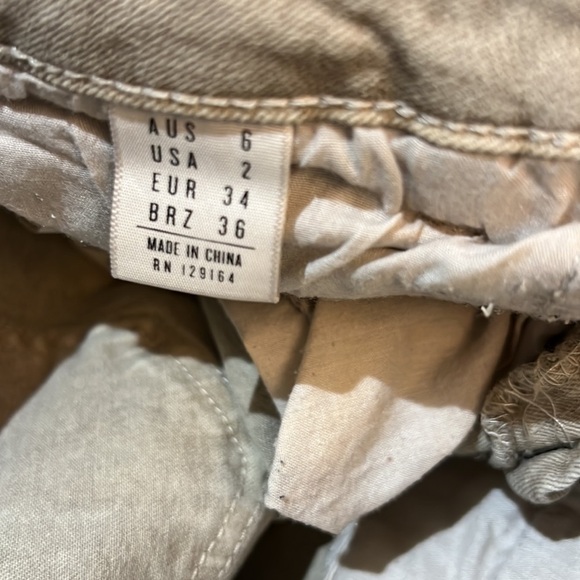 AUS 6
USA 2
EUR 34
BRZ 36
MADE IN CHINA
RN 129164